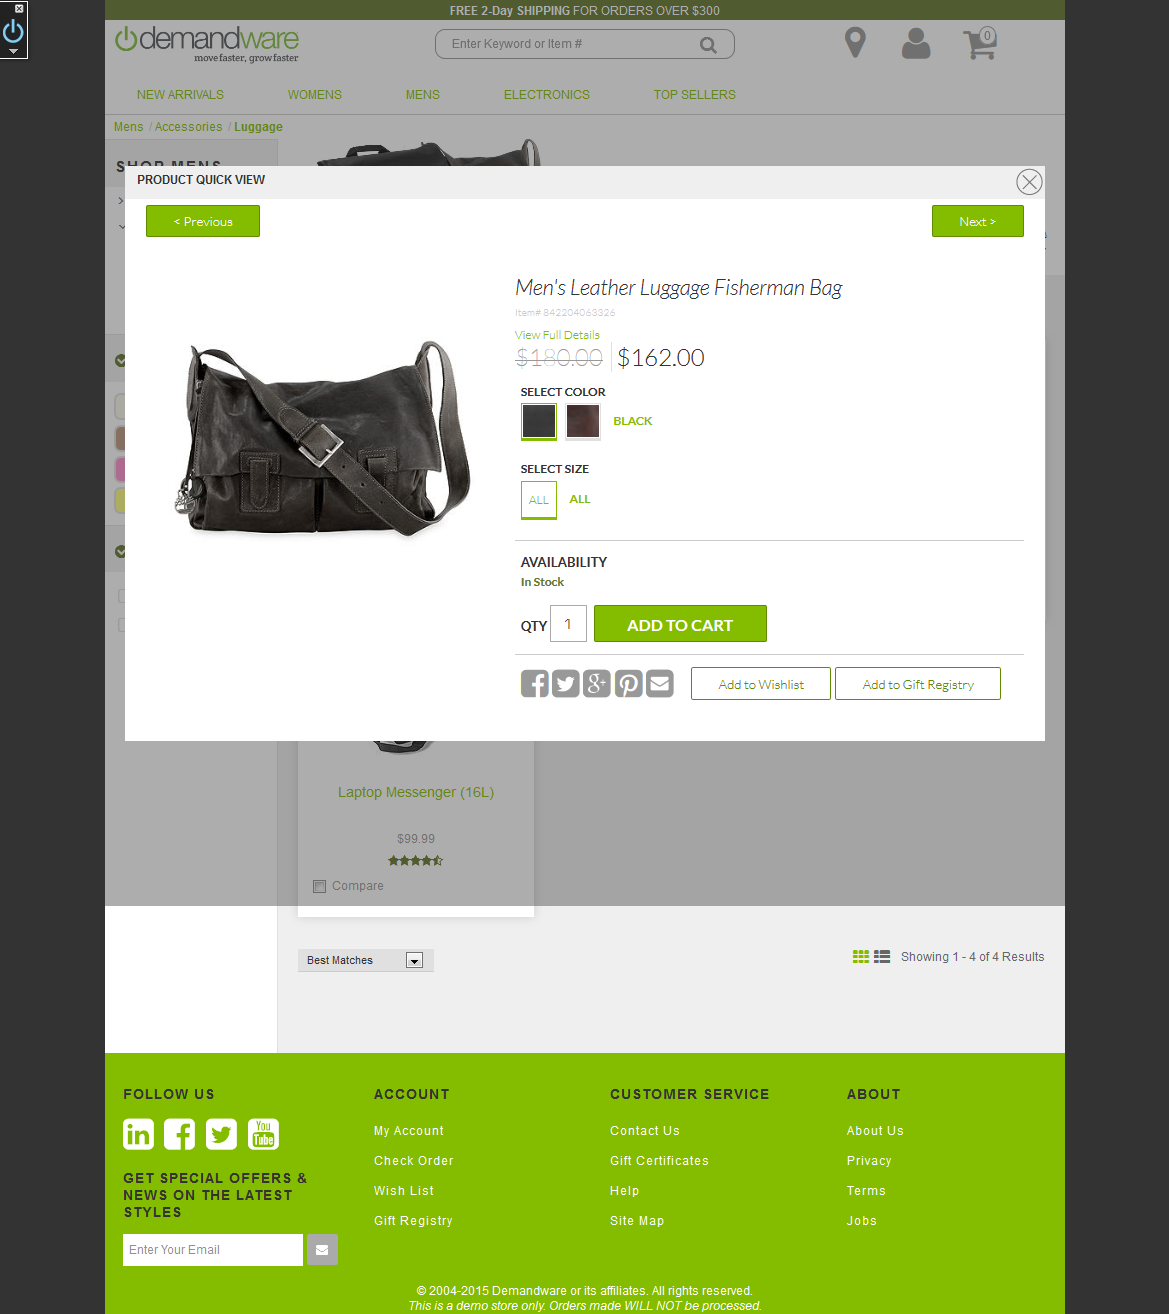 FREE 2-Day SHIPPING FOR ORDERS OVER $300
demandware
move faster, grow faster
Enter Keyword or Item #
0
NEW ARRIVALS
WOMENS
MENS
ELECTRONICS
TOP SELLERS
Mens / Accessories / Luggage
SHOP MENS
PRODUCT QUICK VIEW
< Previous
Next >
Men's Leather Luggage Fisherman Bag
Item# 842204063326
View Full Details
$180.00 $162.00
SELECT COLOR
BLACK
SELECT SIZE
ALL ALL
AVAILABILITY
In Stock
QTY 1 ADD TO CART
Add to Wishlist
Add to Gift Registry
Laptop Messenger (16L)
$99.99
Compare
Best Matches
Showing 1 - 4 of 4 Results
FOLLOW US
in
You Tube
GET SPECIAL OFFERS &
NEWS ON THE LATEST
STYLES
Enter Your Email
ACCOUNT
My Account
Check Order
Wish List
Gift Registry
CUSTOMER SERVICE
Contact Us
Gift Certificates
Help
Site Map
ABOUT
About Us
Privacy
Terms
Jobs
© 2004-2015 Demandware or its affiliates. All rights reserved.
This is a demo store only. Orders made WILL NOT be processed.